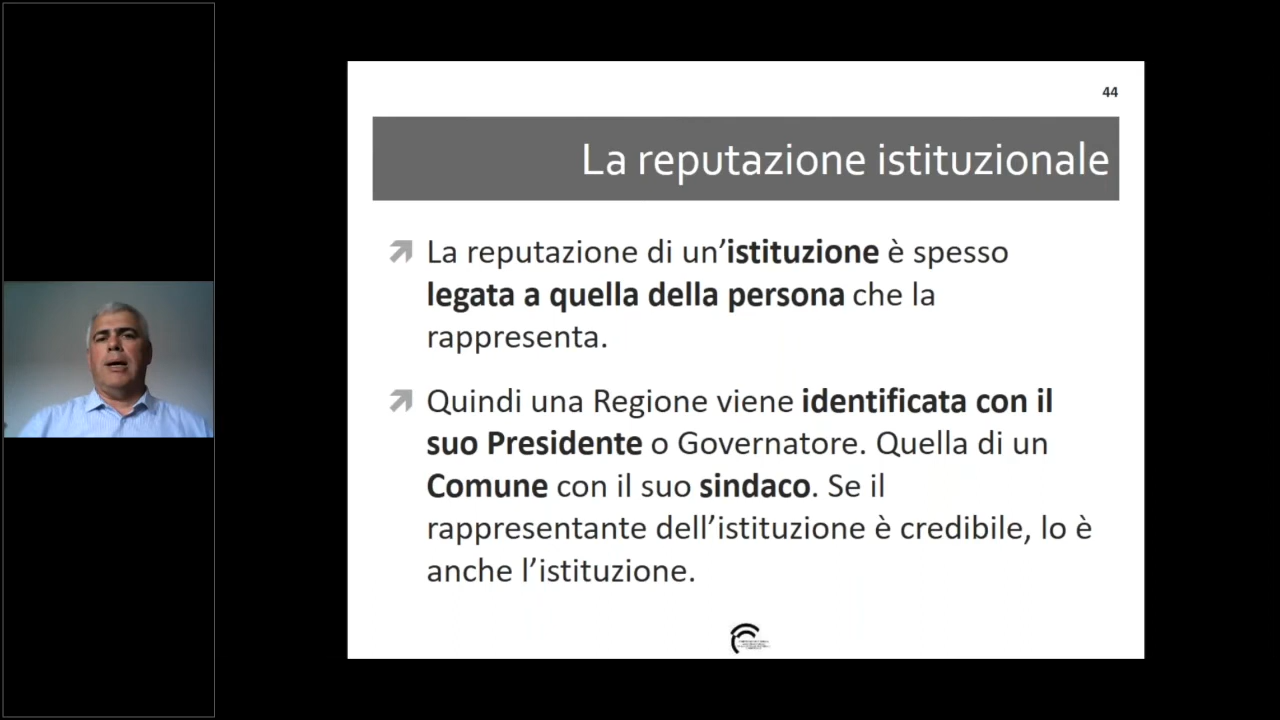 44
La reputazione istituzionale
La reputazione di un’istituzione è spesso
legata a quella della persona che la
rappresenta.
Quindi una Regione viene identificata con il
suo Presidente o Governatore. Quella di un
Comune con il suo sindaco. Se il
rappresentante dell’istituzione è credibile, lo è
anche l’istituzione.